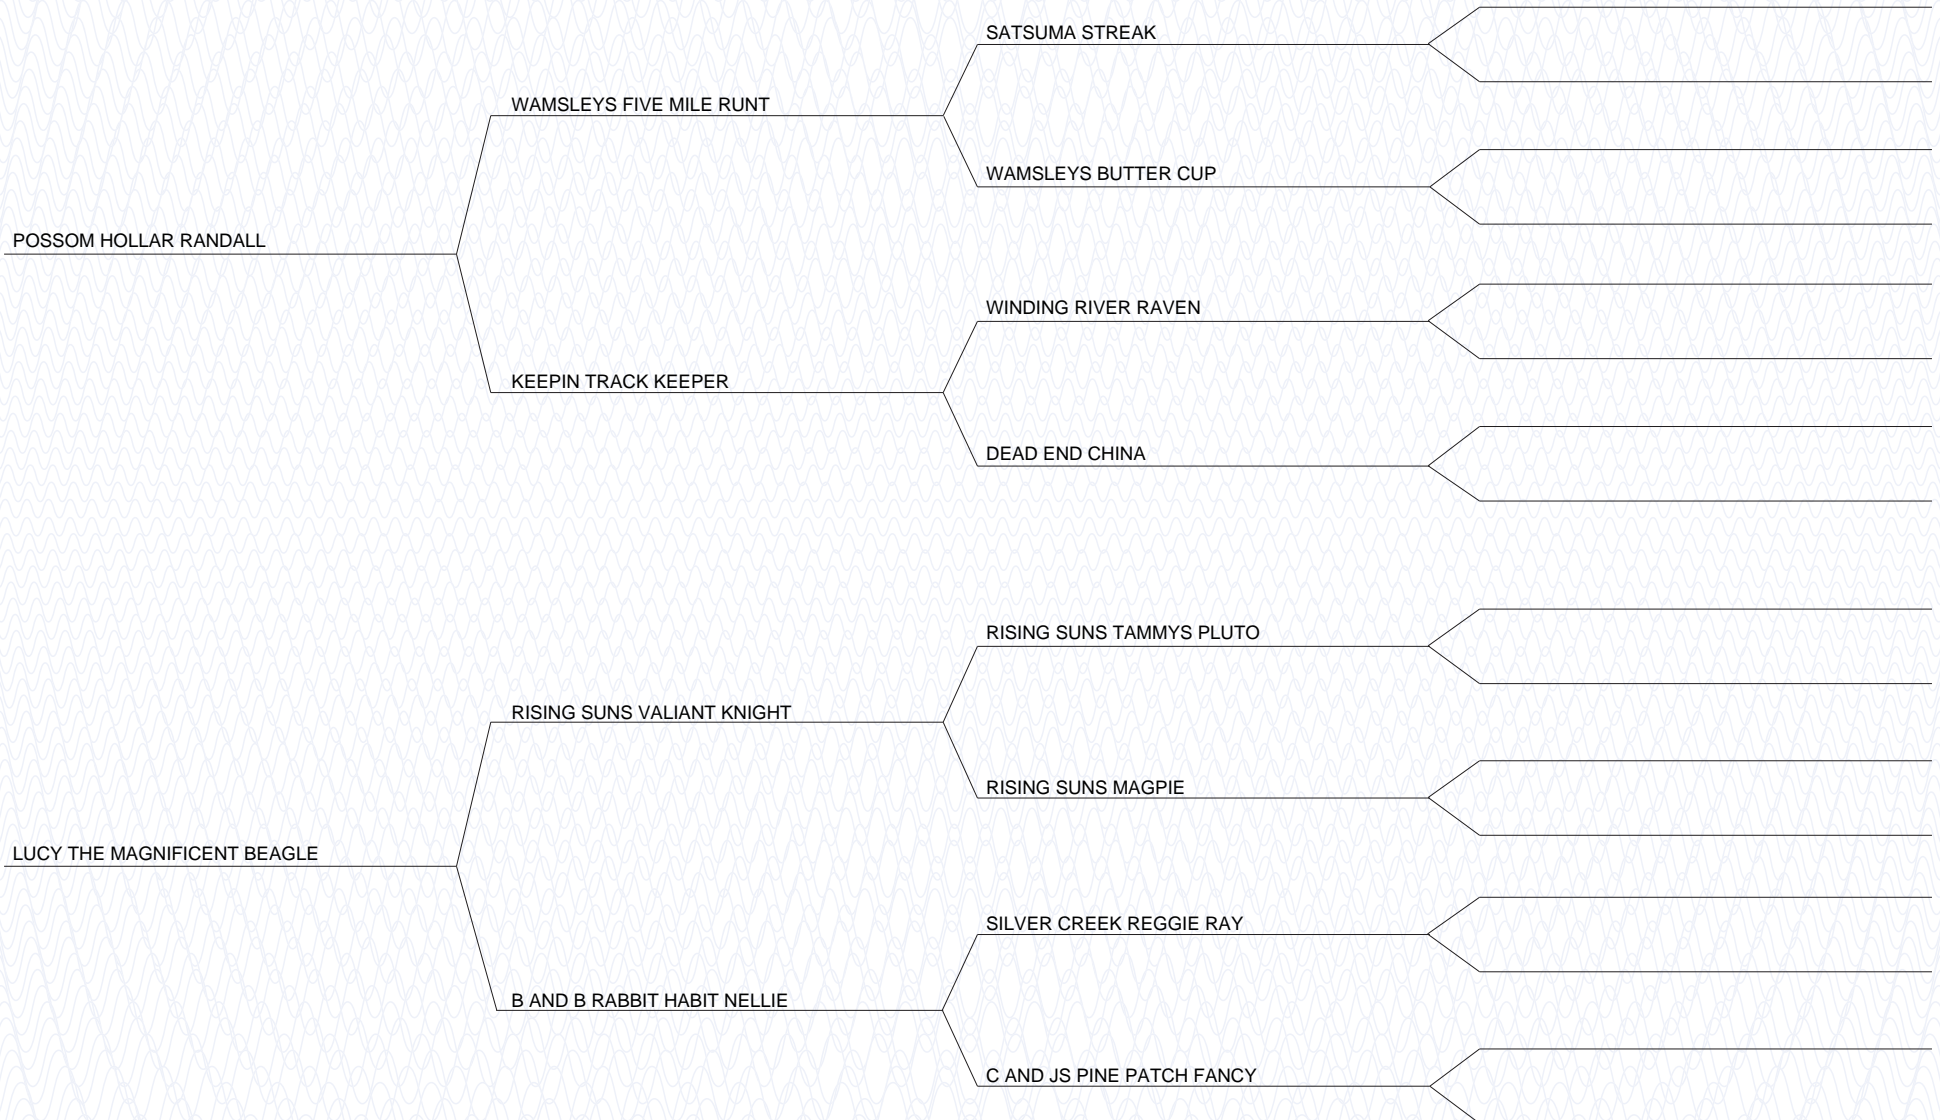 SATSUMA STREAK
WAMSLEYS FIVE MILE RUNT
WAMSLEYS BUTTER CUP
POSSOM HOLLAR RANDALL
WINDING RIVER RAVEN
KEEPIN TRACK KEEPER
DEAD END CHINA
RISING SUNS TAMMYS PLUTO
RISING SUNS VALIANT KNIGHT
RISING SUNS MAGPIE
LUCY THE MAGNIFICENT BEAGLE
SILVER CREEK REGGIE RAY
B AND B RABBIT HABIT NELLIE
C AND JS PINE PATCH FANCY